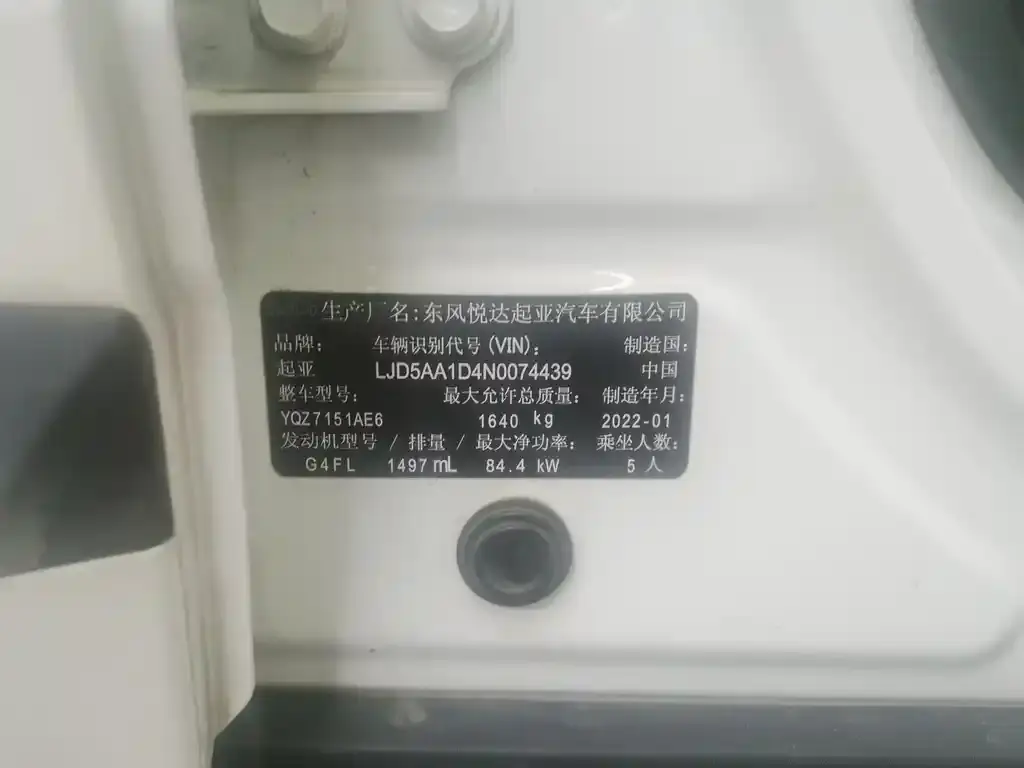 生产厂名:东风悦达起亚汽车有限公司
品牌: 车辆识别代号(VIN): 制造国:
起亚 LJD5AA1D4N0074439 中国
整车型号: 最大允许总质量: 制造年月:
YQZ7151AE6 1640 kg 2022-01
发动机型号 / 排量 / 最大净功率: 乘坐人数:
G4FL 1497mL 84.4 kW 5 人